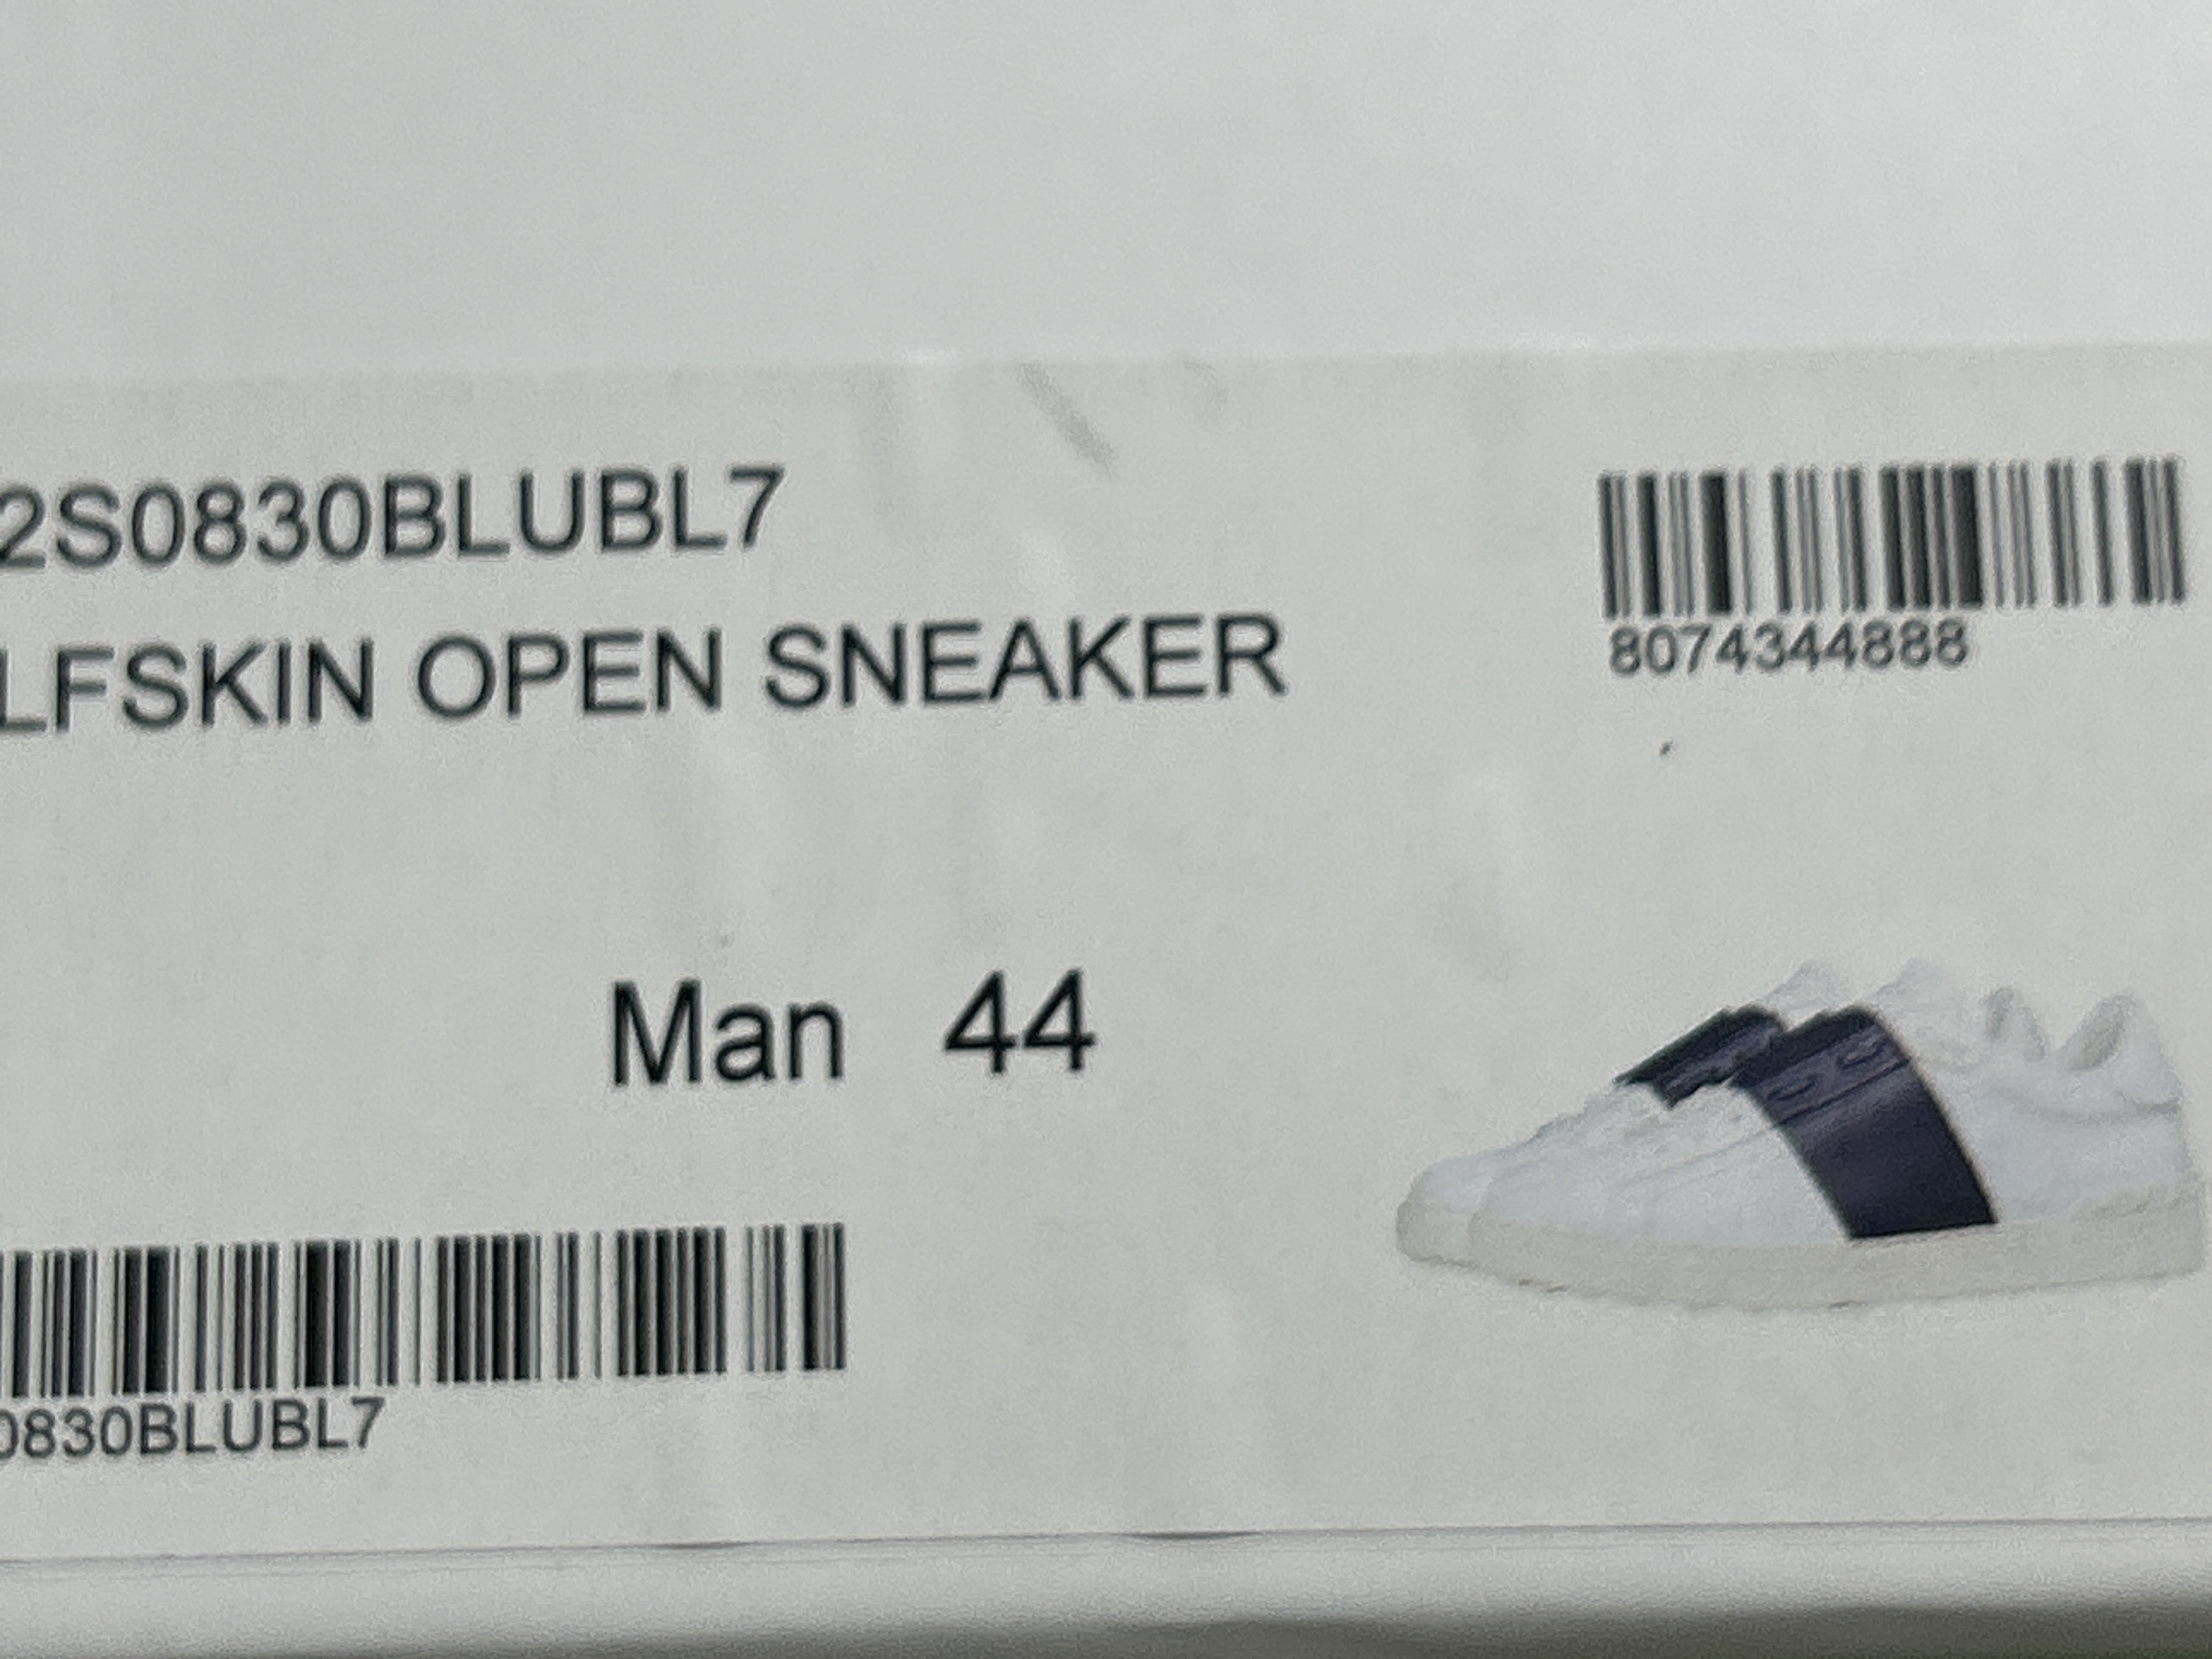 2S0830BLUBL7
8074344888
LFSKIN OPEN SNEAKER
Man 44
0830BLUBL7